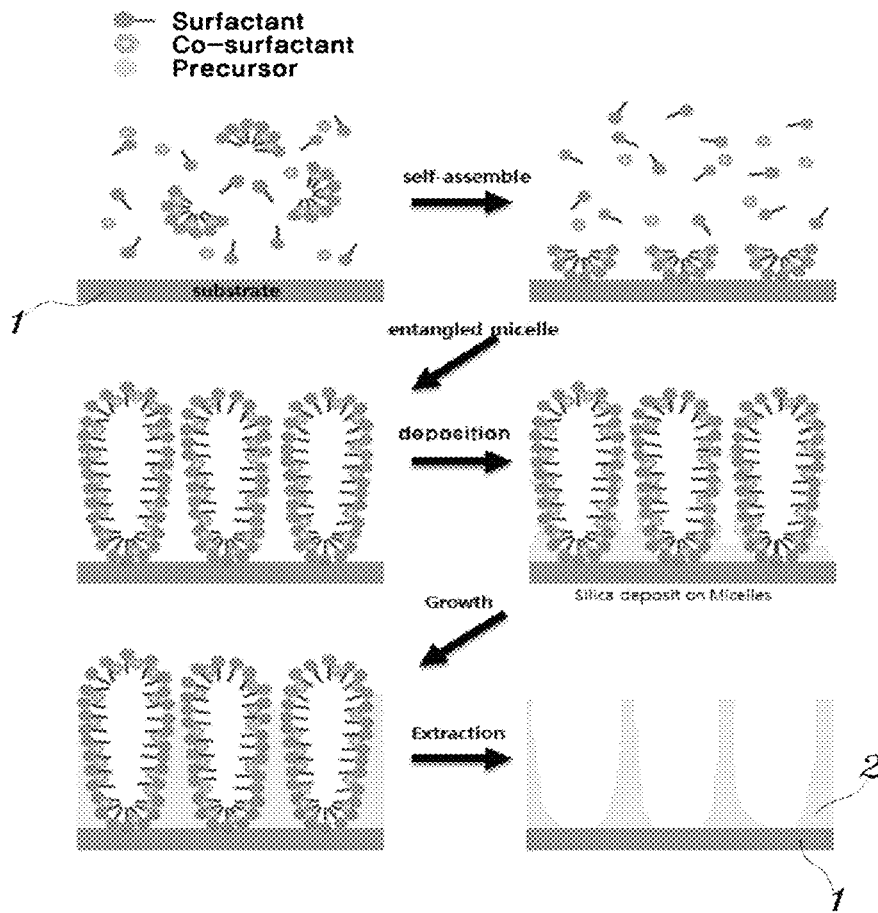 Surfactant
Co-surfactant
Precursor
self-assemble
substrate
1
entangled micelle
deposition
Silica deposit on Micelles
Growth
Extraction
2
1